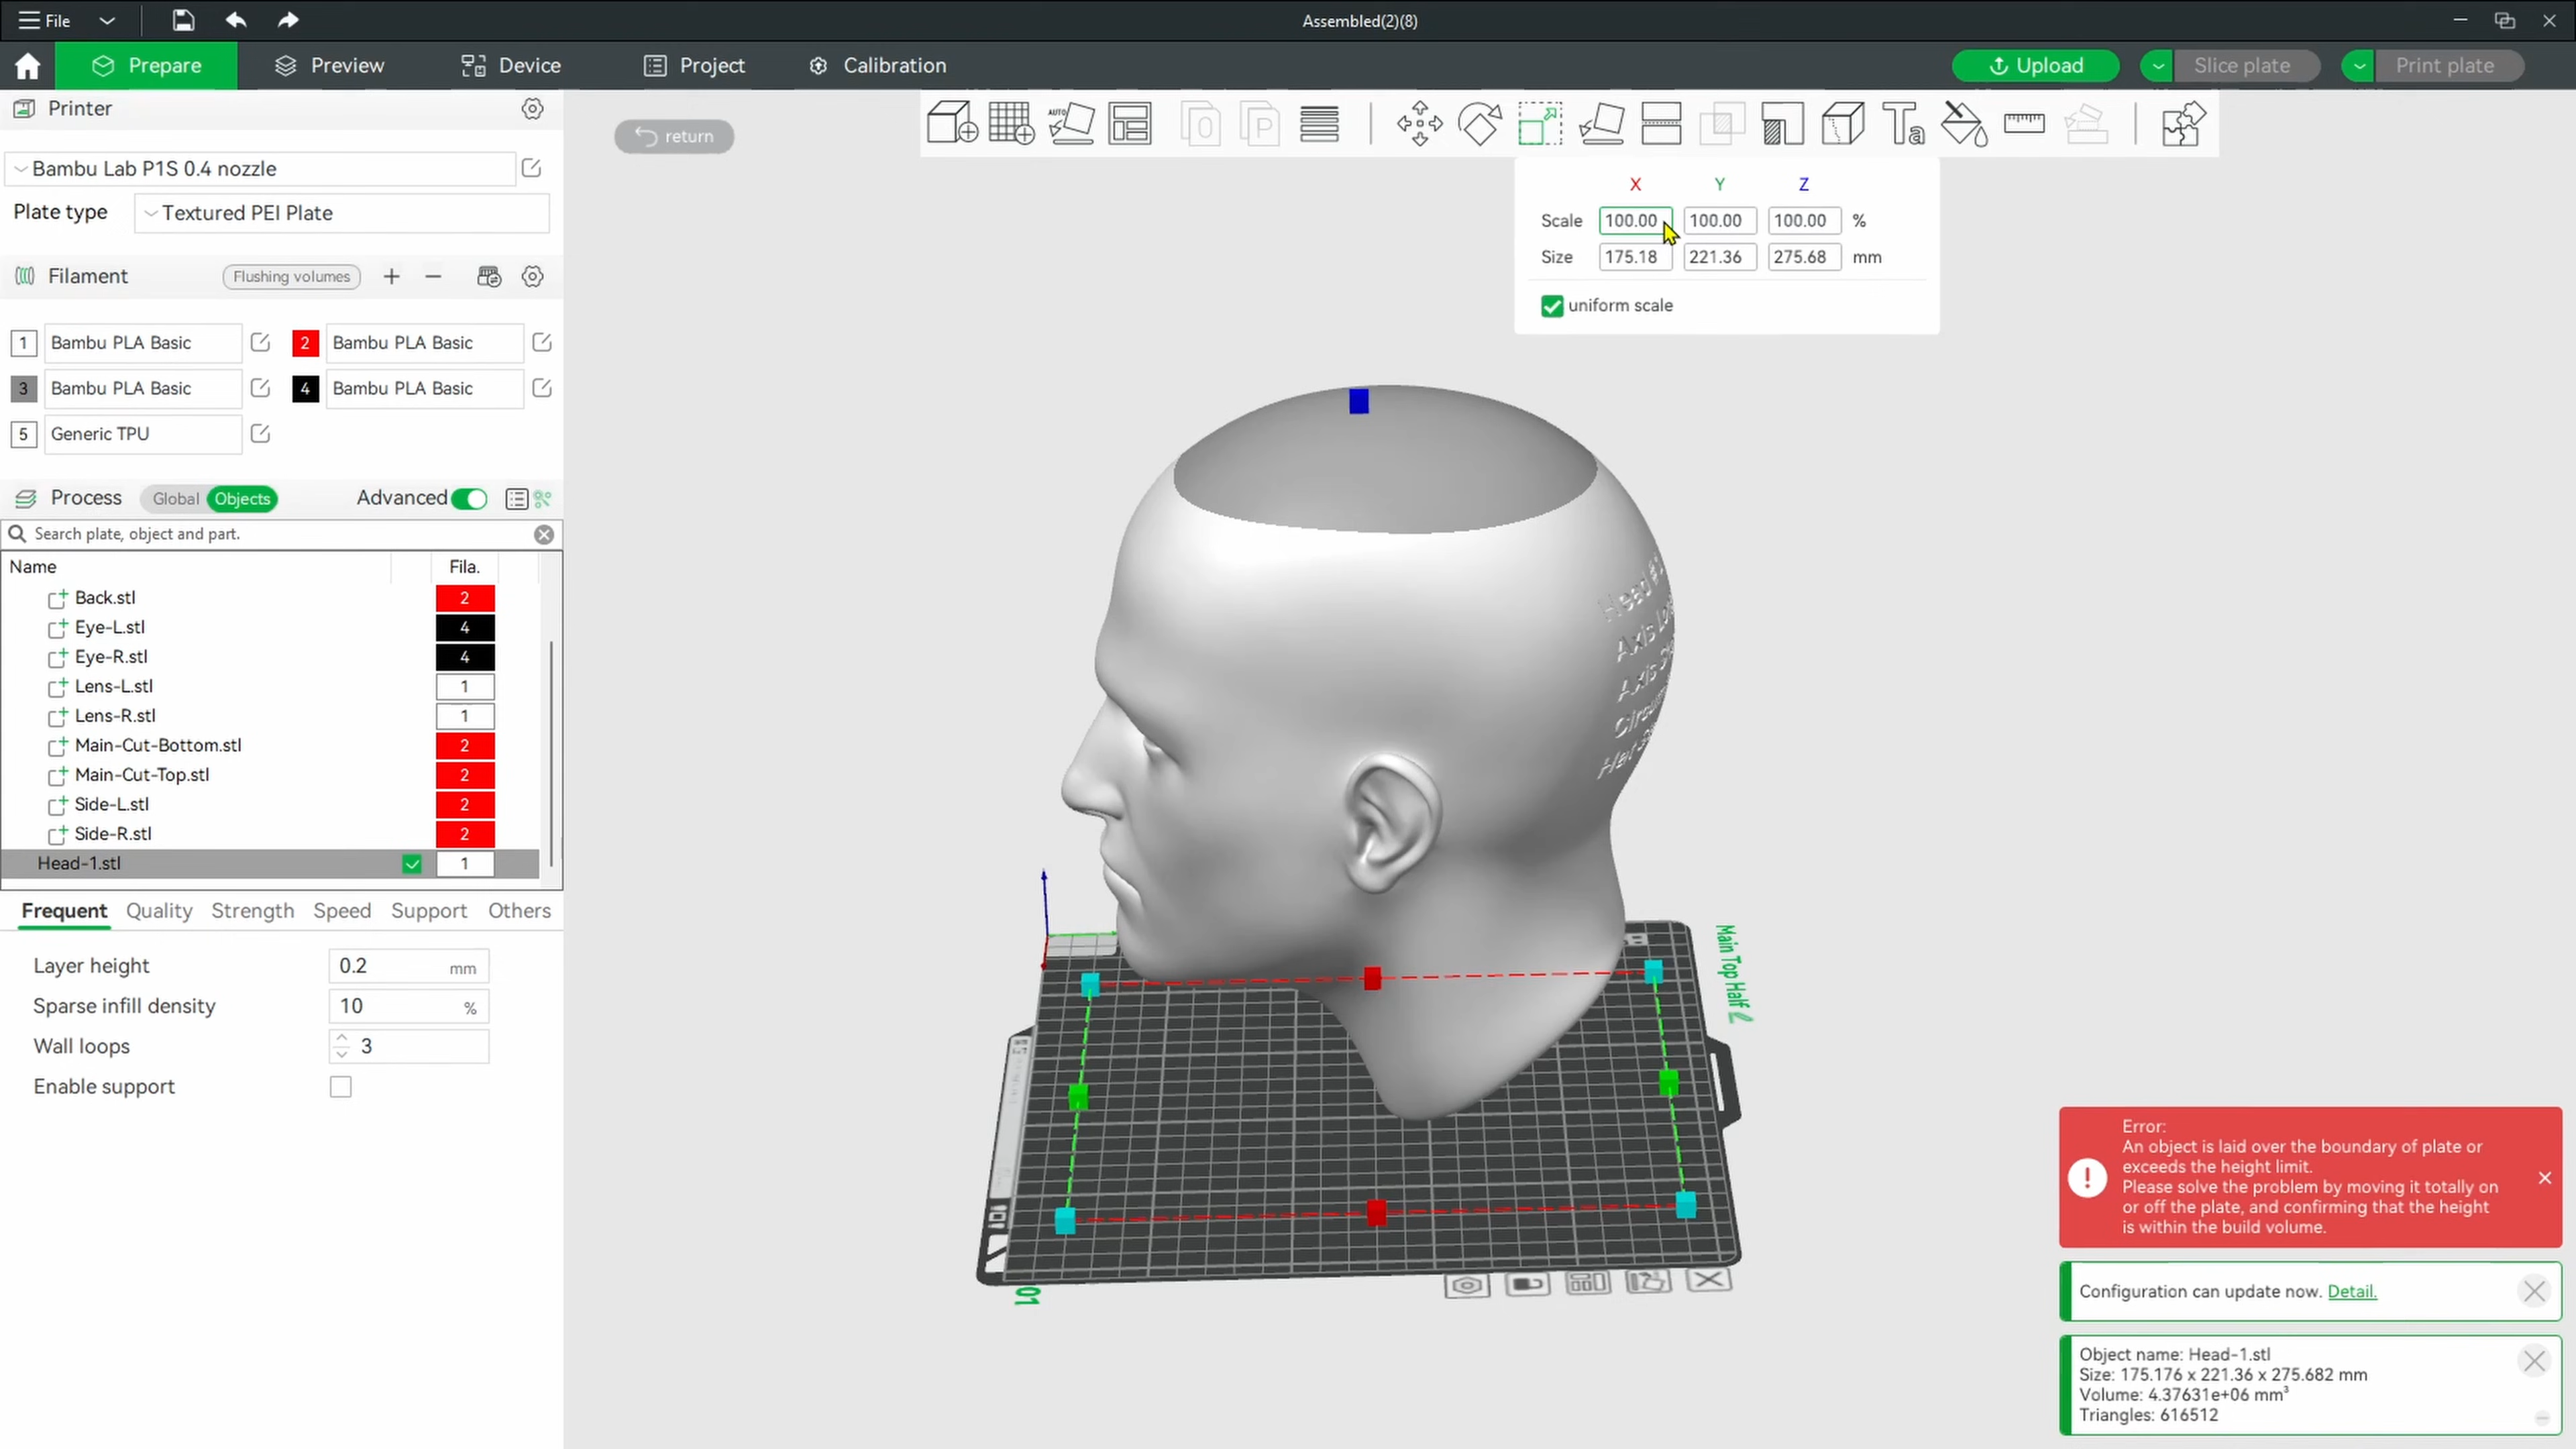 File
Assembled(2)(8)
Prepare
Preview
Device
Project
Calibration
Upload
Slice plate
Print plate
Printer
return
Bambu Lab P1S 0.4 nozzle
Plate type
Textured PEI Plate
X Y Z
Scale 100.00 100.00 100.00 %
Size 175.18 221.36 275.68 mm
uniform scale
Filament
Flushing volumes
1 Bambu PLA Basic
2 Bambu PLA Basic
3 Bambu PLA Basic
4 Bambu PLA Basic
5 Generic TPU
Process
Global
Objects
Advanced
Search plate, object and part.
Name Fila.
Back.stl 2
Eye-L.stl 4
Eye-R.stl 4
Lens-L.stl 1
Lens-R.stl 1
Main-Cut-Bottom.stl 2
Main-Cut-Top.stl 2
Side-L.stl 2
Side-R.stl 2
Head-1.stl 1
Frequent
Quality
Strength
Speed
Support
Others
Layer height 0.2 mm
Sparse infill density 10 %
Wall loops 3
Enable support
AUTO
O
P
Ta
Head
Axis
Axis
Main Top Half
01
Error:
An object is laid over the boundary of plate or
exceeds the height limit.
Please solve the problem by moving it totally on
or off the plate, and confirming that the height
is within the build volume.
Configuration can update now. Detail.
Object name: Head-1.stl
Size: 175.176 x 221.36 x 275.682 mm
Volume: 4.37631e+06 mm³
Triangles: 616512